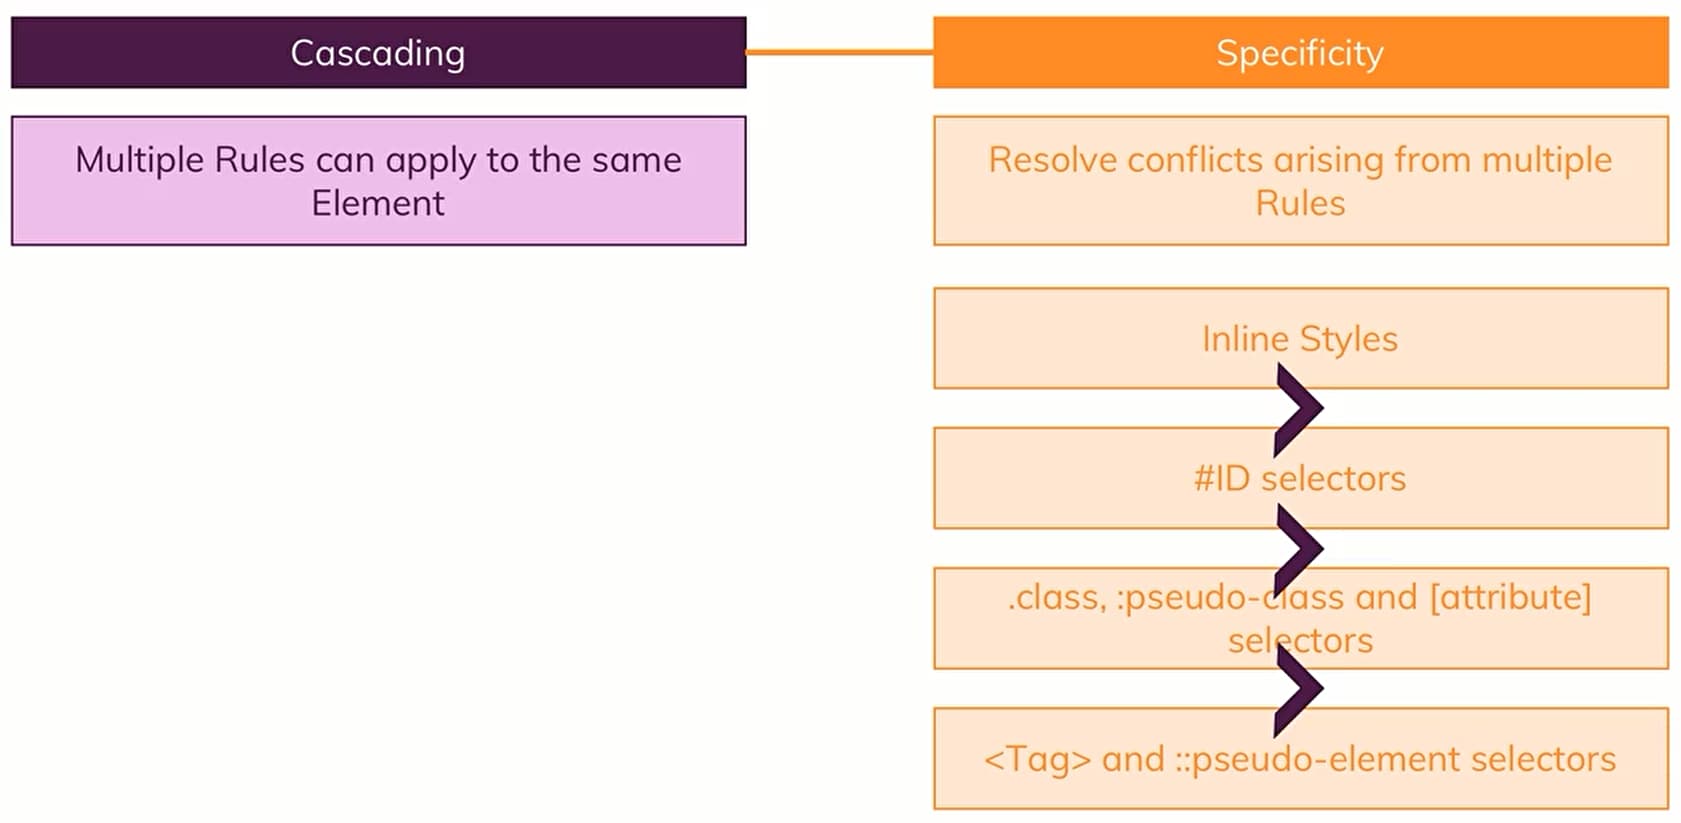 Cascading
Specificity
Multiple Rules can apply to the same
Element
Resolve conflicts arising from multiple
Rules
Inline Styles
#ID selectors
.class, :pseudo-class and [attribute]
selectors
<Tag> and ::pseudo-element selectors